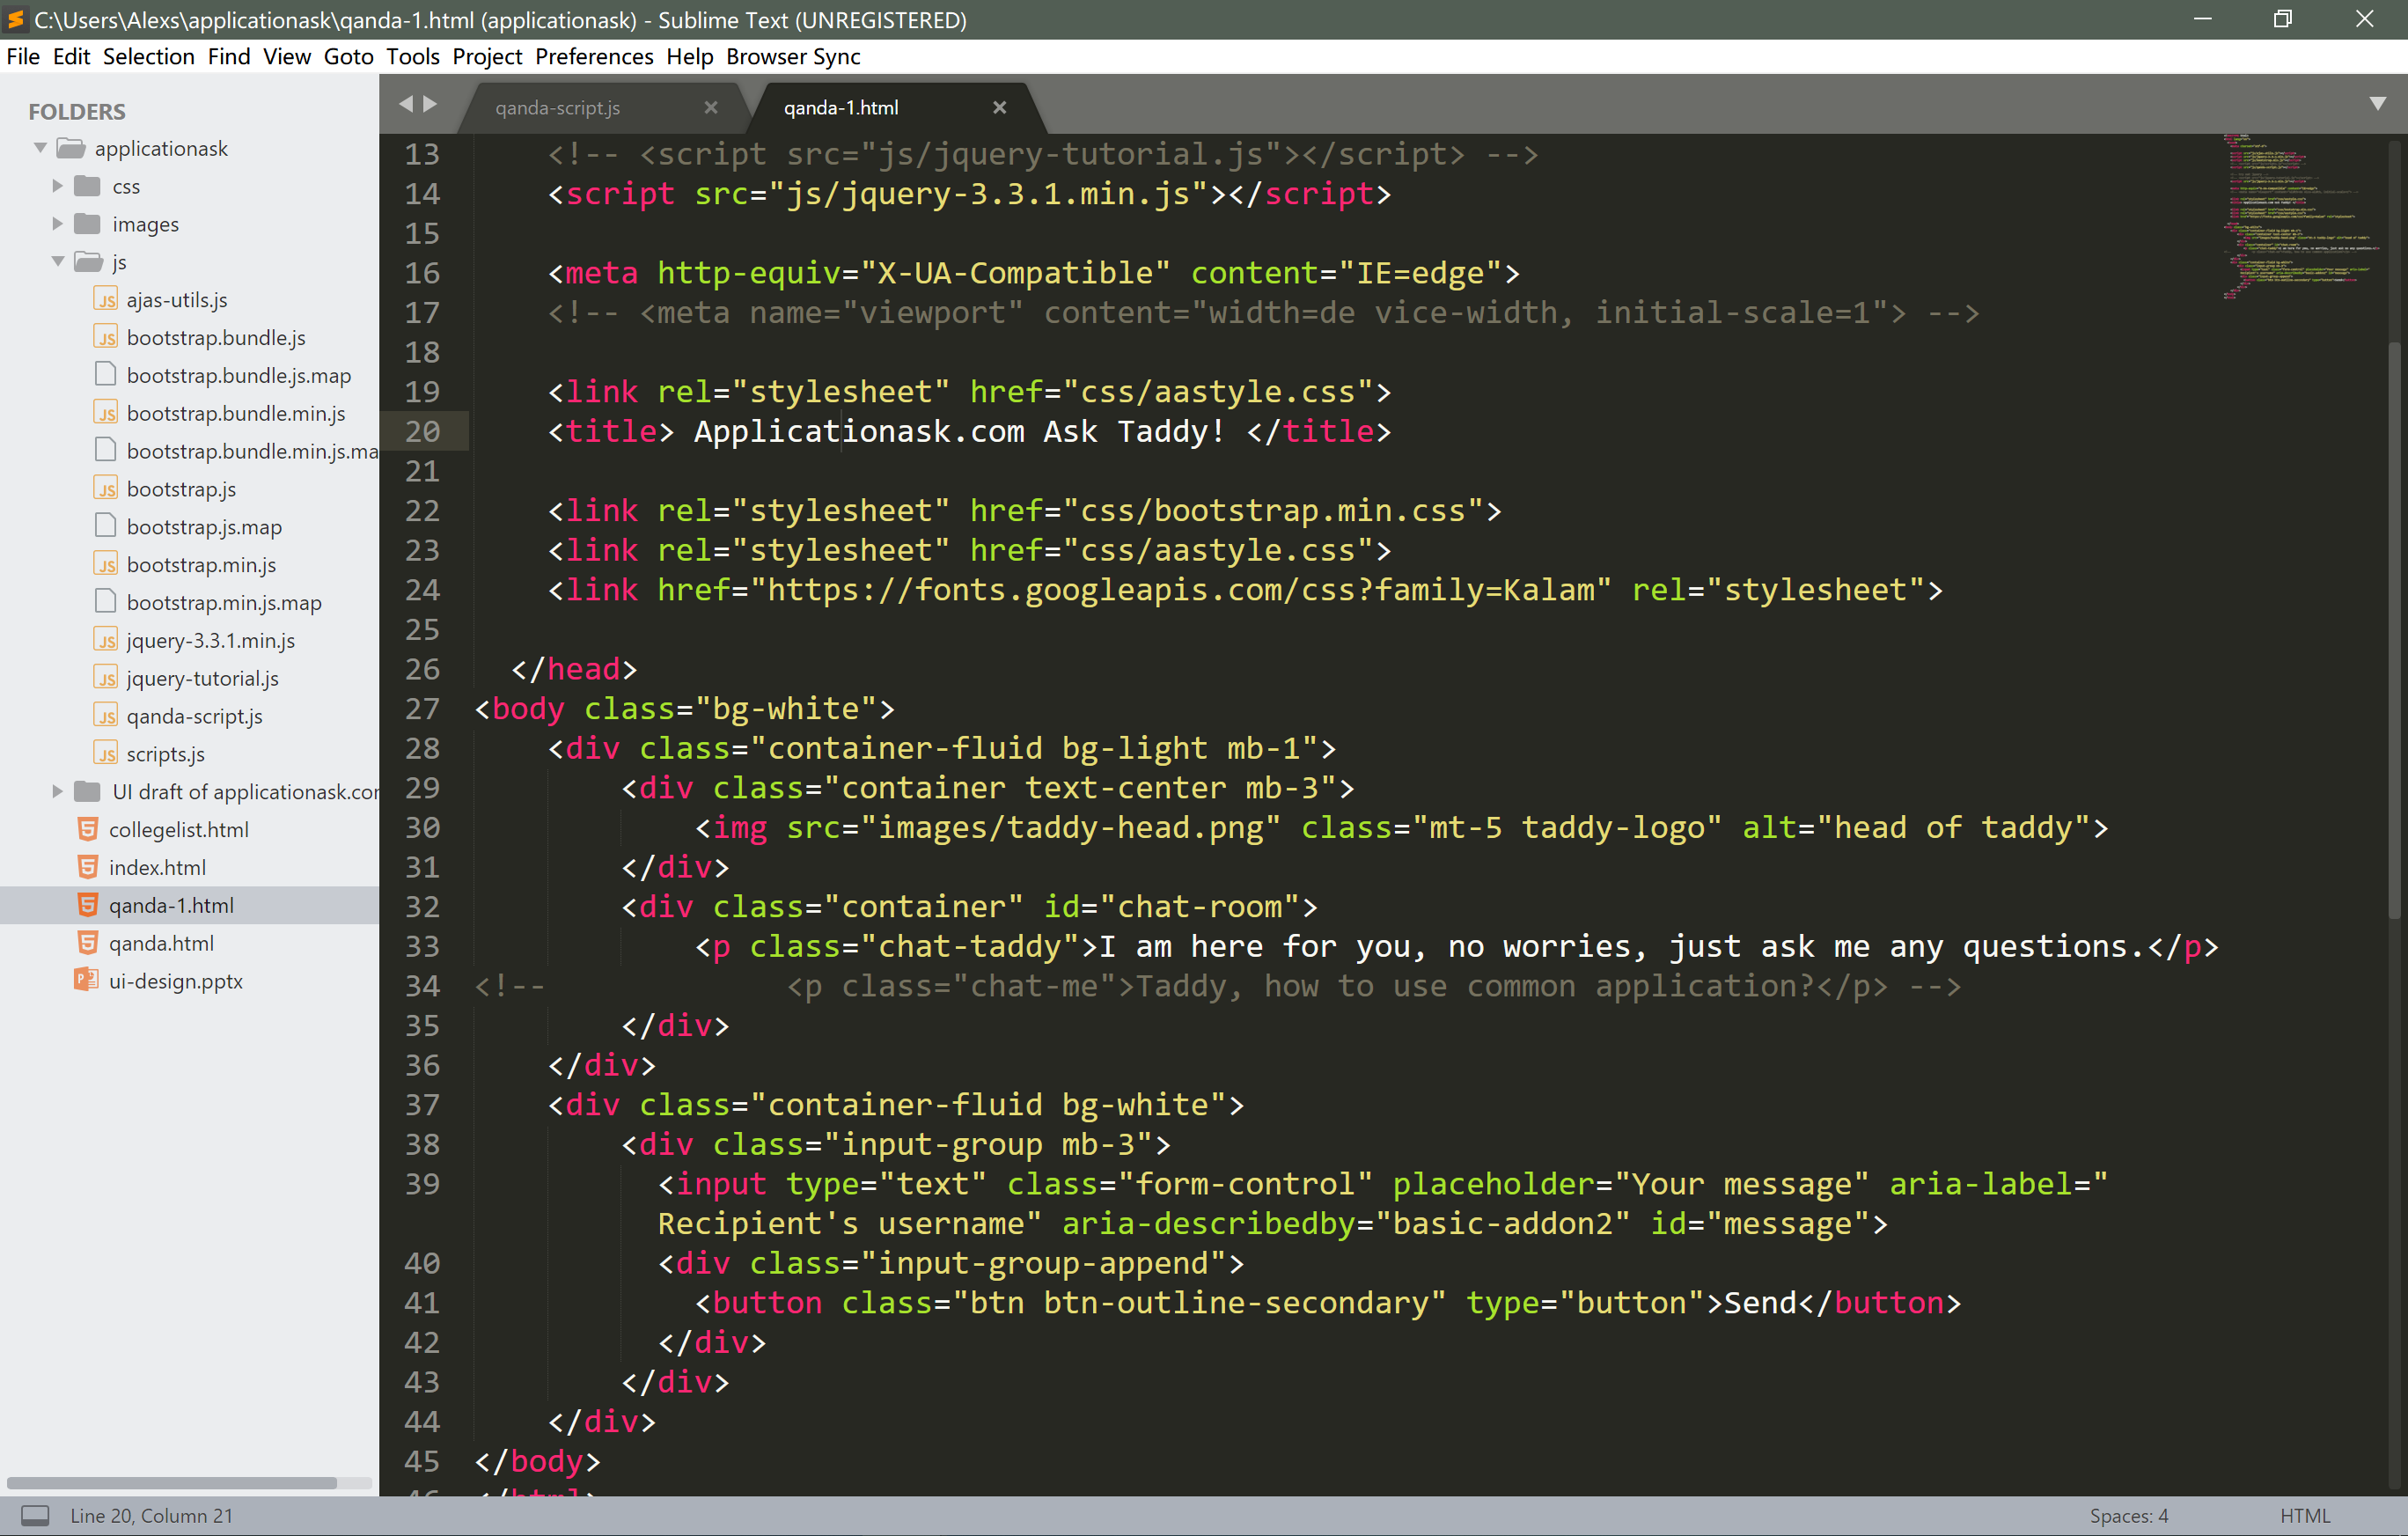 C:\Users\Alexs\applicationask\qanda-1.html (applicationask) - Sublime Text (UNREGISTERED)
File Edit Selection Find View Goto Tools Project Preferences Help Browser Sync
FOLDERS
applicationask
css
images
js
ajas-utils.js
bootstrap.bundle.js
bootstrap.bundle.js.map
bootstrap.bundle.min.js
bootstrap.bundle.min.js.ma
bootstrap.js
bootstrap.js.map
bootstrap.min.js
bootstrap.min.js.map
jquery-3.3.1.min.js
jquery-tutorial.js
qanda-script.js
scripts.js
UI draft of applicationask.cor
collegelist.html
index.html
qanda-1.html
qanda.html
ui-design.pptx
qanda-script.js qanda-1.html
13 <!-- <script src="js/jquery-tutorial.js"></script> -->
14 <script src="js/jquery-3.3.1.min.js"></script>
15
16 <meta http-equiv="X-UA-Compatible" content="IE=edge">
17 <!-- <meta name="viewport" content="width=de vice-width, initial-scale=1"> -->
18
19 <link rel="stylesheet" href="css/aastyle.css">
20 <title> Applicationask.com Ask Taddy! </title>
21
22 <link rel="stylesheet" href="css/bootstrap.min.css">
23 <link rel="stylesheet" href="css/aastyle.css">
24 <link href="https://fonts.googleapis.com/css?family=Kalam" rel="stylesheet">
25
26 </head>
27 <body class="bg-white">
28 <div class="container-fluid bg-light mb-1">
29 <div class="container text-center mb-3">
30 <img src="images/taddy-head.png" class="mt-5 taddy-logo" alt="head of taddy">
31 </div>
32 <div class="container" id="chat-room">
33 <p class="chat-taddy">I am here for you, no worries, just ask me any questions.</p>
34 <!-- <p class="chat-me">Taddy, how to use common application?</p> -->
35 </div>
36 </div>
37 <div class="container-fluid bg-white">
38 <div class="input-group mb-3">
39 <input type="text" class="form-control" placeholder="Your message" aria-label="
Recipient's username" aria-describedby="basic-addon2" id="message">
40 <div class="input-group-append">
41 <button class="btn btn-outline-secondary" type="button">Send</button>
42 </div>
43 </div>
44 </div>
45 </body>
46 </html>
Line 20, Column 21
Spaces: 4 HTML